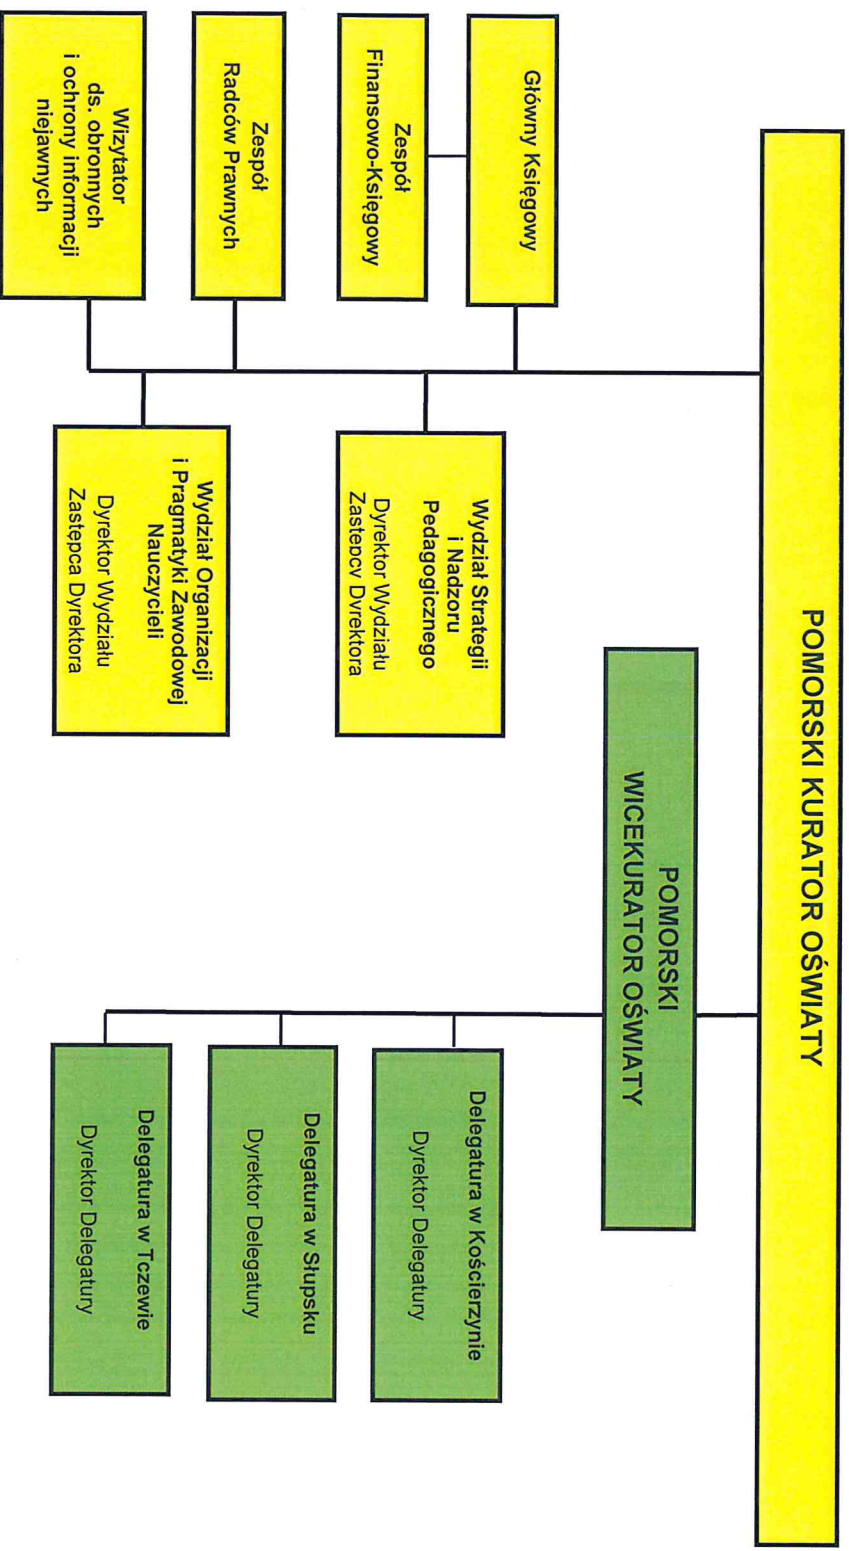 POMORSKI KURATOR OŚWIATY
POMORSKI
WICEKURATOR OŚWIATY
Główny Księgowy
Zespół
Finansowo-Księgowy
Zespół
Radców Prawnych
Wizytator
ds. obronnych
i ochrony informacji
niejawnych
Wydział Strategii
i Nadzoru
Pedagogicznego
Dyrektor Wydziału
Zastępcy Dyrektora
Wydział Organizacji
i Pragmatyki Zawodowej
Nauczycieli
Dyrektor Wydziału
Zastępca Dyrektora
Delegatura w Kościerzynie
Dyrektor Delegatury
Delegatura w Słupsku
Dyrektor Delegatury
Delegatura w Tczewie
Dyrektor Delegatury